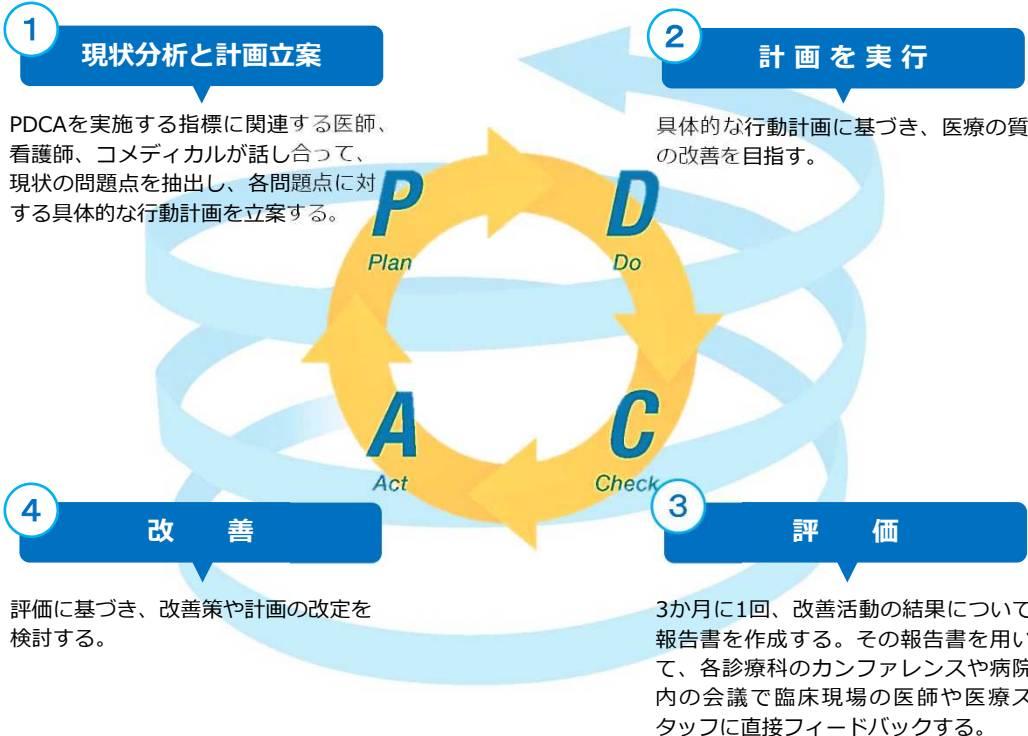 1
現状分析と計画立案
PDCAを実施する指標に関連する医師、
看護師、コメディカルが話し合って、
現状の問題点を抽出し、各問題点に対
する具体的な行動計画を立案する。
2
計画を実行
具体的な行動計画に基づき、医療の質
の改善を目指す。
P
Plan
D
Do
A
Act
C
Check
4
改善
評価に基づき、改善策や計画の改定を
検討する。
3
評価
3か月に1回、改善活動の結果について
報告書を作成する。その報告書を用い
て、各診療科のカンファレンスや病院
内の会議で臨床現場の医師や医療ス
タッフに直接フィードバックする。